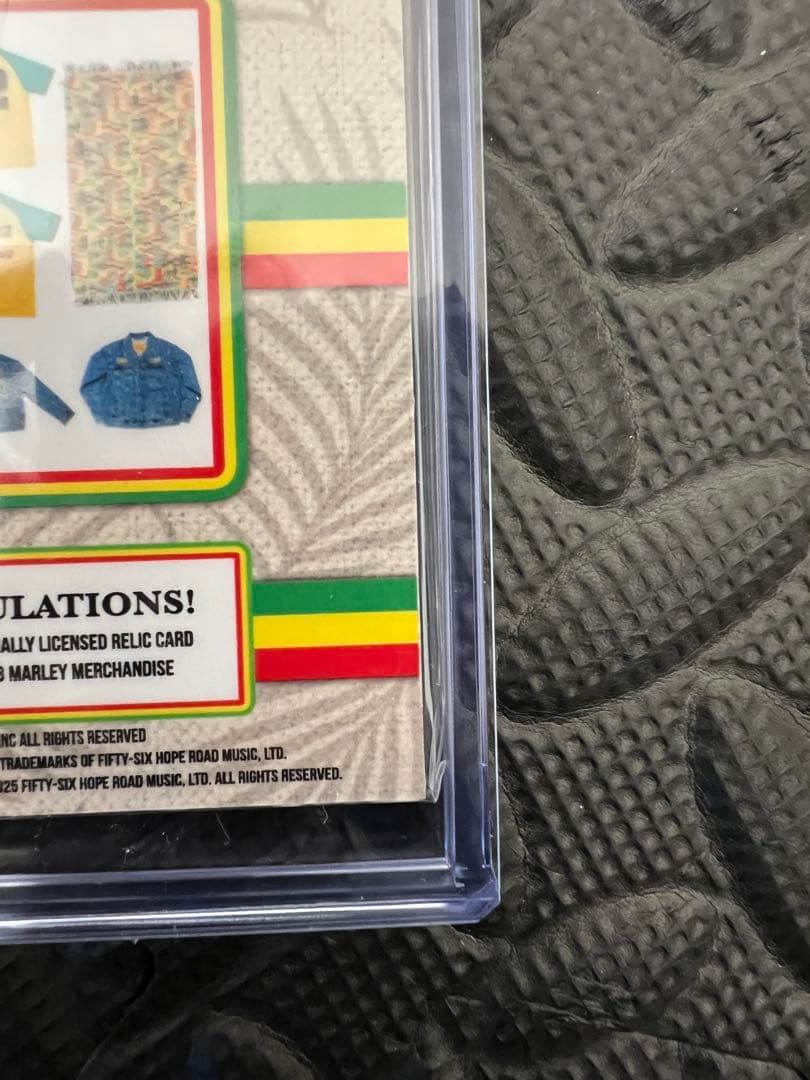 ULATIONS!
ALLY LICENSED RELIC CARD
B MARLEY MERCHANDISE
INC ALL RIGHTS RESERVED
TRADEMARKS OF FIFTY-SIX HOPE ROAD MUSIC, LTD.
025 FIFTY-SIX HOPE ROAD MUSIC, LTD. ALL RIGHTS RESERVED.